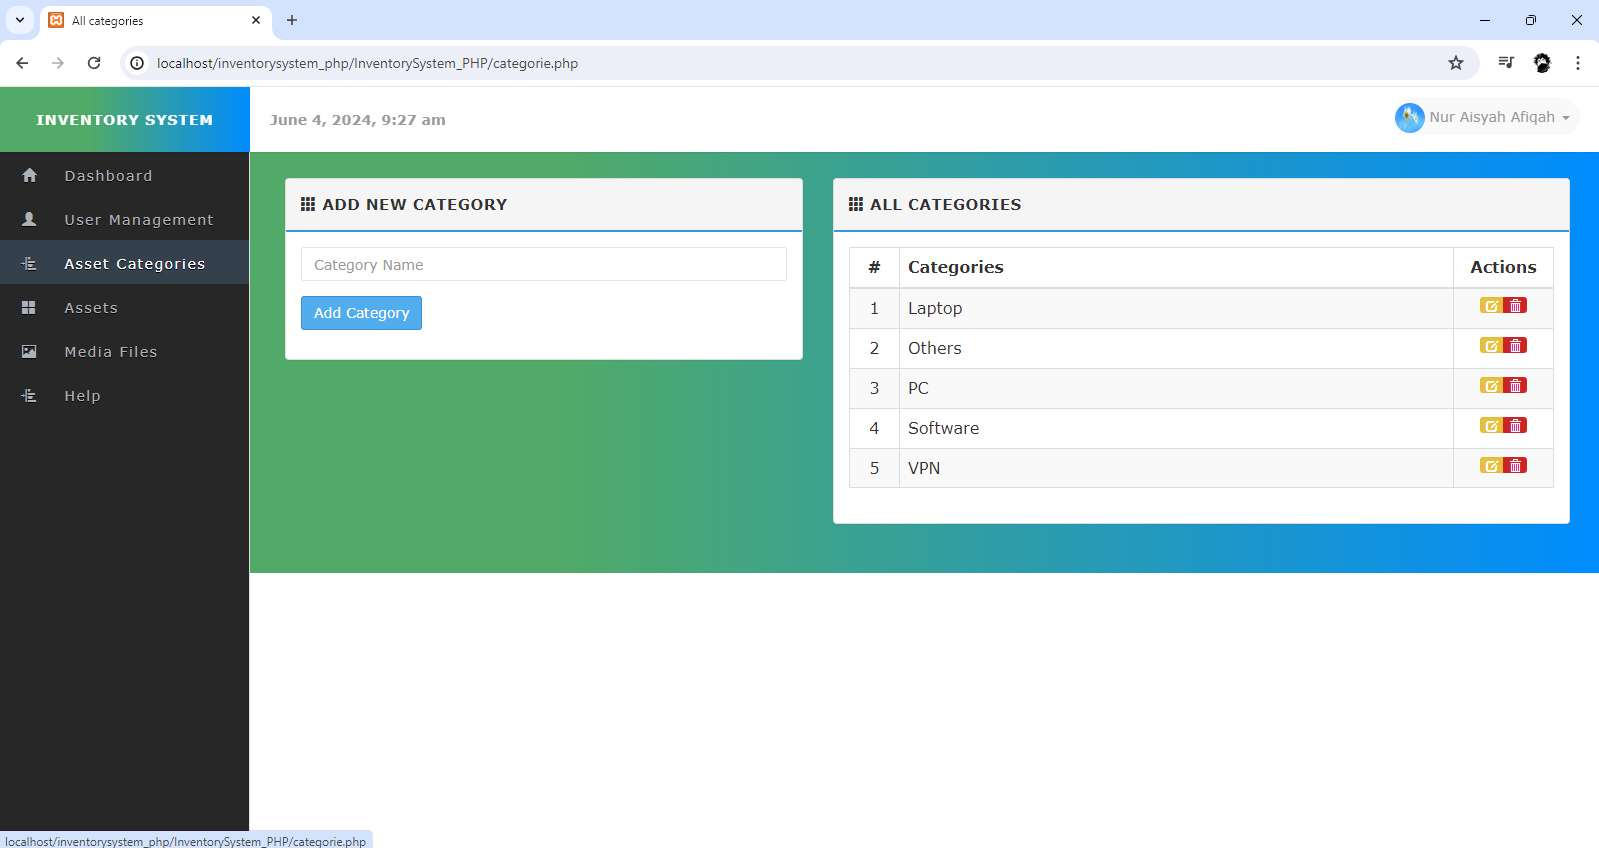 All categories
localhost/inventorysystem_php/InventorySystem_PHP/categorie.php
INVENTORY SYSTEM
June 4, 2024, 9:27 am
Nur Aisyah Afiqah
Dashboard
User Management
Asset Categories
Assets
Media Files
Help
ADD NEW CATEGORY
Category Name
Add Category
ALL CATEGORIES
# Categories Actions
1 Laptop
2 Others
3 PC
4 Software
5 VPN
localhost/inventorysystem_php/InventorySystem_PHP/categorie.php